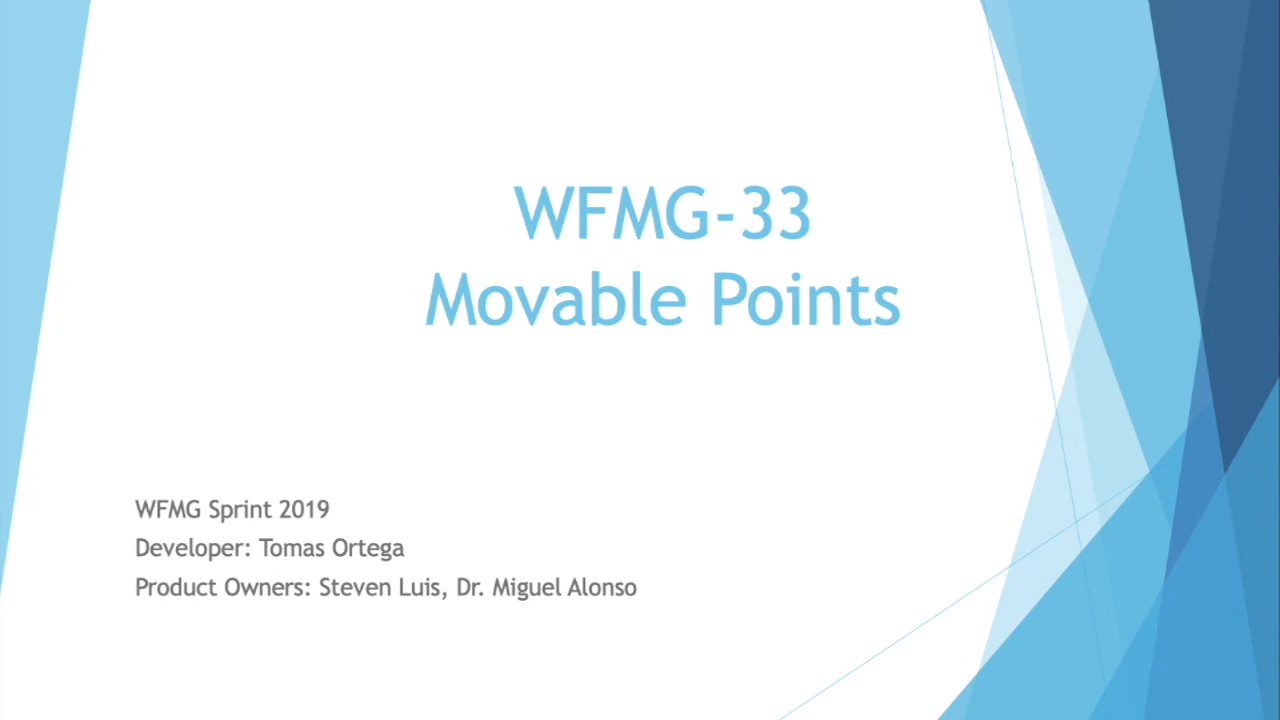 WFMG-33
Movable Points
WFMG Sprint 2019
Developer: Tomas Ortega
Product Owners: Steven Luis, Dr. Miguel Alonso